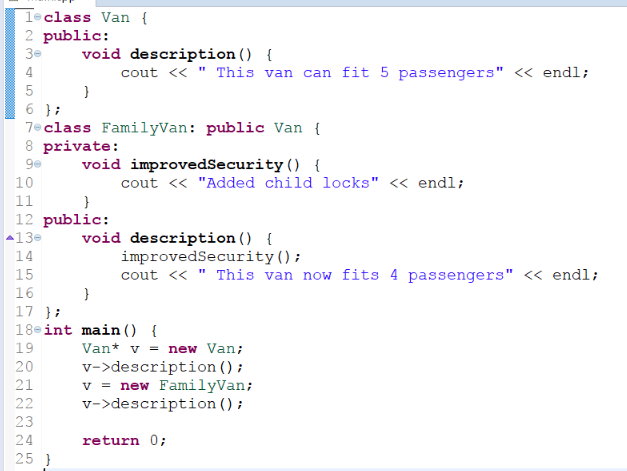 1 class Van {
2 public:
3     void description() {
4         cout << " This van can fit 5 passengers" << endl;
5     }
6 };
7 class FamilyVan: public Van {
8 private:
9     void improvedSecurity() {
10         cout << "Added child locks" << endl;
11     }
12 public:
13     void description() {
14         improvedSecurity();
15         cout << " This van now fits 4 passengers" << endl;
16     }
17 };
18 int main() {
19     Van* v = new Van;
20     v->description();
21     v = new FamilyVan;
22     v->description();
23
24     return 0;
25 }